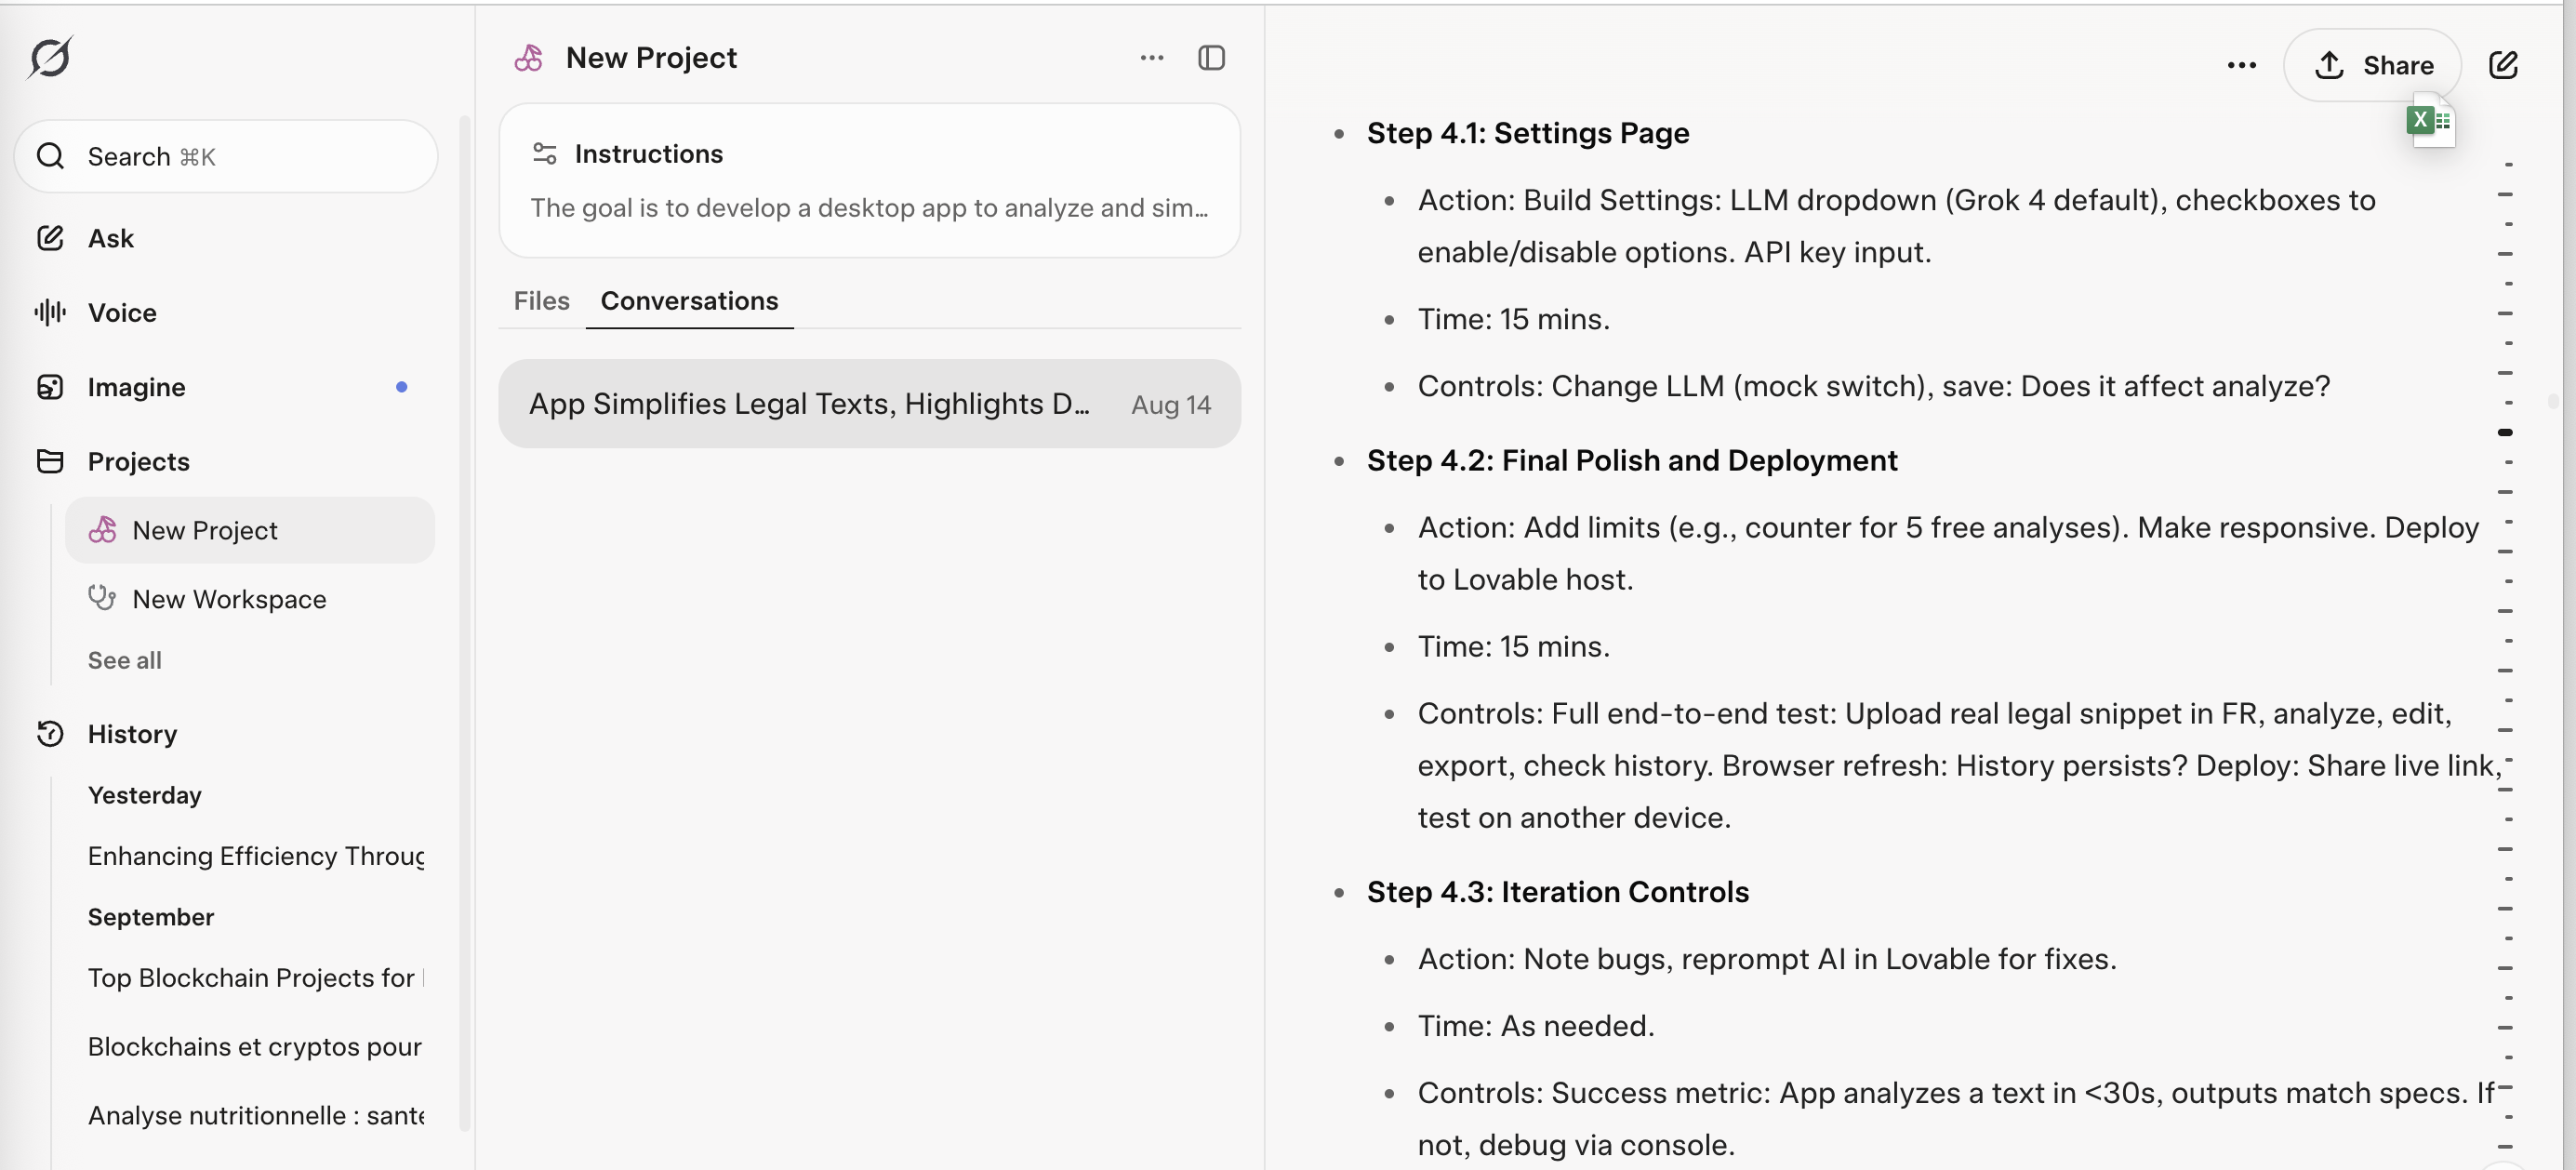 Search ⌘K
Ask
Voice
Imagine
Projects
New Project
New Workspace
See all
History
Yesterday
Enhancing Efficiency
September
Top Blockchain Projects for
Blockchains et cryptos pour
Analyse nutritionnelle :
New Project
Instructions
The goal is to develop a desktop app to analyze and sim…
Files Conversations
App Simplifies Legal Texts, Highlights D… Aug 14
Share
X
Step 4.1: Settings Page
Action: Build Settings: LLM dropdown (Grok 4 default), checkboxes to
enable/disable options. API key input.
Time: 15 mins.
Controls: Change LLM (mock switch), save: Does it affect analyze?
Step 4.2: Final Polish and Deployment
Action: Add limits (e.g., counter for 5 free analyses). Make responsive. Deploy
to Lovable host.
Time: 15 mins.
Controls: Full end-to-end test: Upload real legal snippet in FR, analyze, edit,
export, check history. Browser refresh: History persists? Deploy: Share live link,
test on another device.
Step 4.3: Iteration Controls
Action: Note bugs, reprompt AI in Lovable for fixes.
Time: As needed.
Controls: Success metric: App analyzes a text in <30s, outputs match specs. If
not, debug via console.